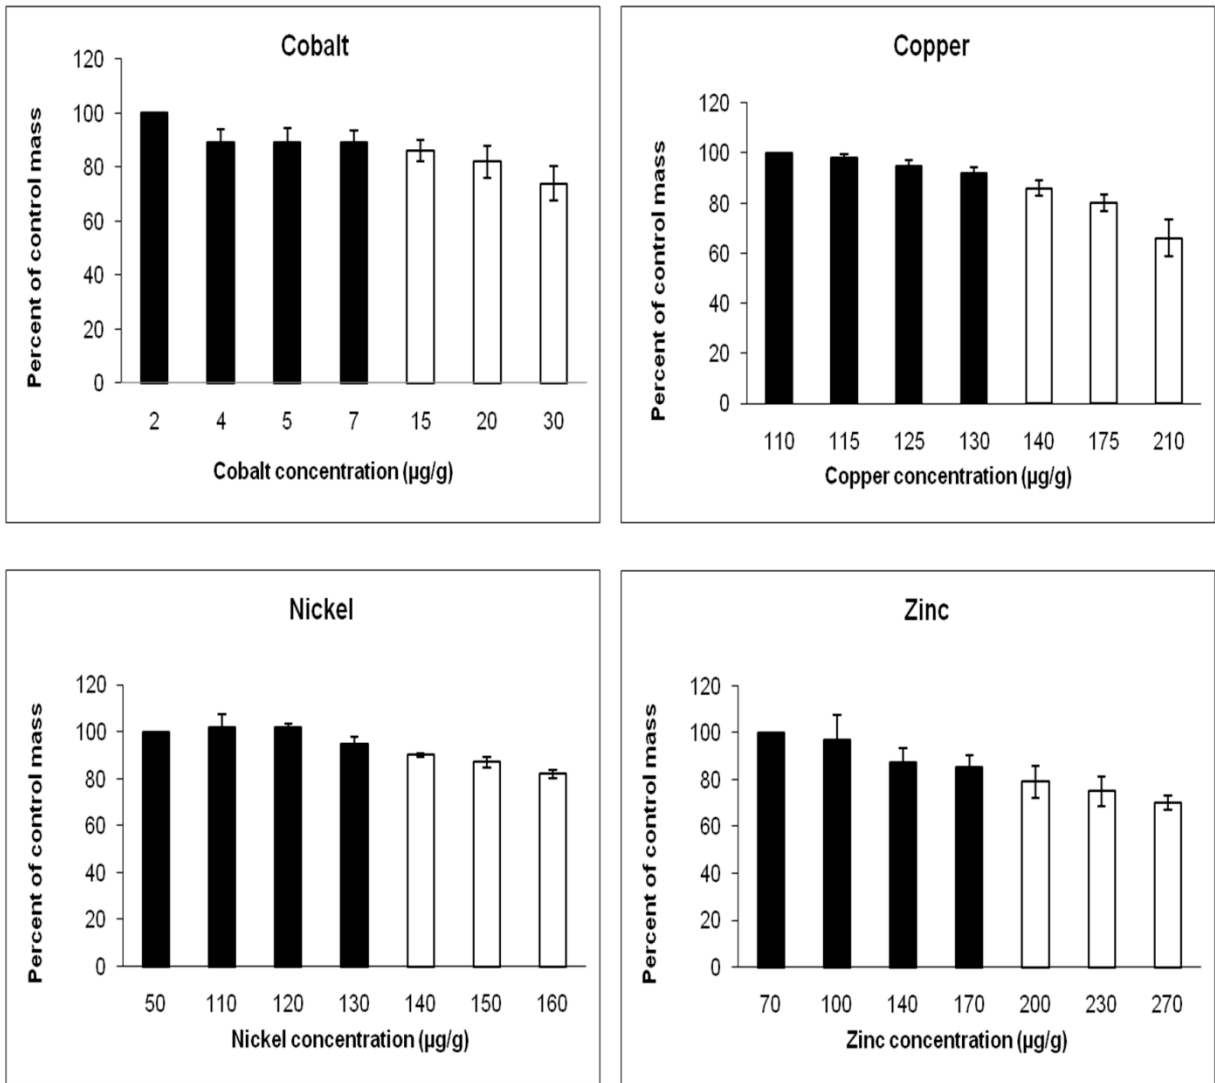 Cobalt
Percent of control mass
120
100
80
60
40
20
0
2 4 5 7 15 20 30
Cobalt concentration (µg/g)
Copper
Percent of control mass
120
100
80
60
40
20
0
110 115 125 130 140 175 210
Copper concentration (µg/g)
Nickel
Percent of control mass
120
100
80
60
40
20
0
50 110 120 130 140 150 160
Nickel concentration (µg/g)
Zinc
Percent of control mass
120
100
80
60
40
20
0
70 100 140 170 200 230 270
Zinc concentration (µg/g)